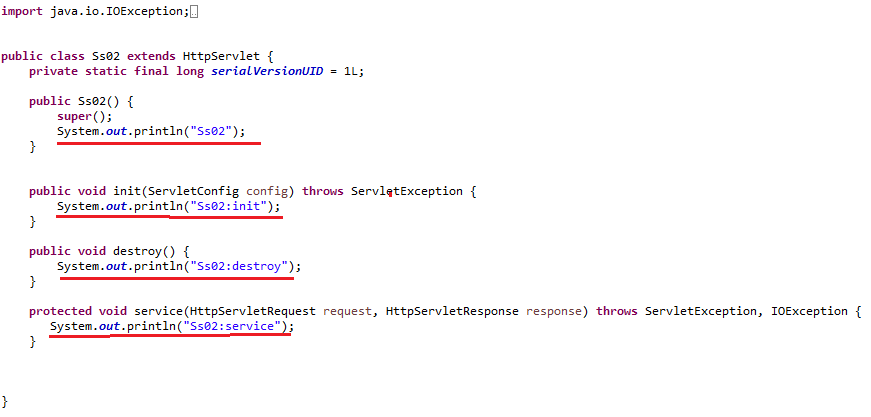 import java.io.IOException;
public class Ss02 extends HttpServlet {
private static final long serialVersionUID = 1L;
public Ss02() {
super();
System.out.println("Ss02");
}
public void init(ServletConfig config) throws ServletException {
System.out.println("Ss02:init");
}
public void destroy() {
System.out.println("Ss02:destroy");
}
protected void service(HttpServletRequest request, HttpServletResponse response) throws ServletException, IOException {
System.out.println("Ss02:service");
}
}